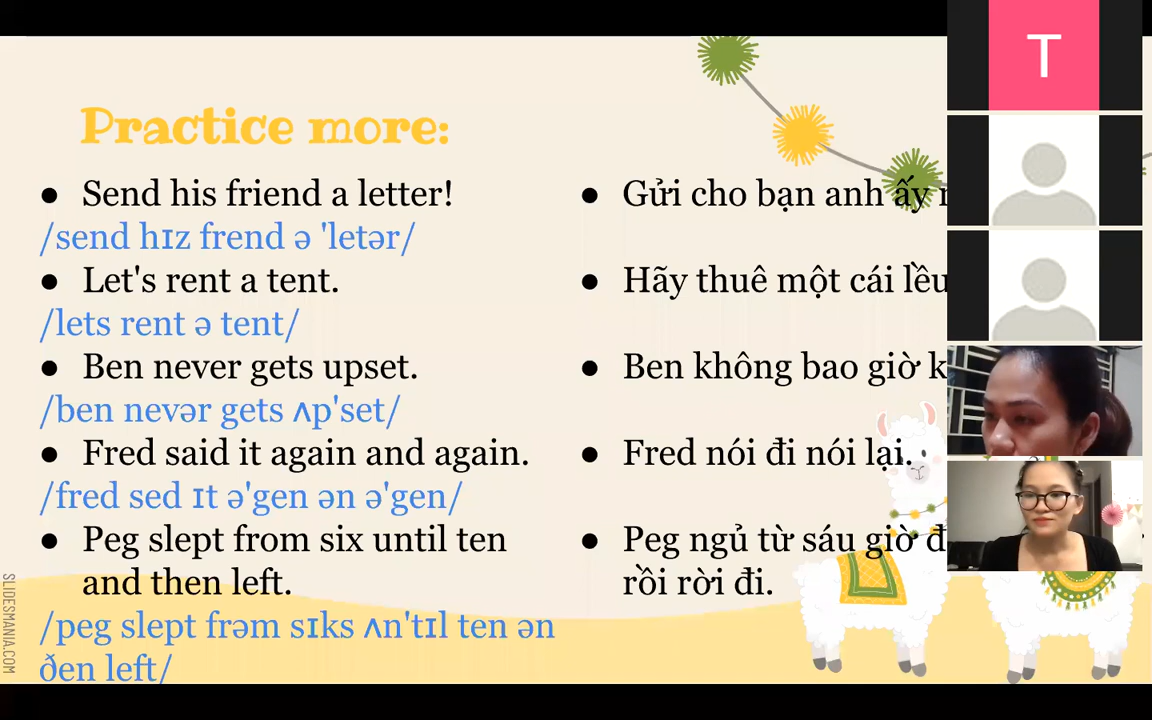 Practice more:
● Send his friend a letter!
/send hɪz frend ə 'letər/
● Let's rent a tent.
/lets rent ə tent/
● Ben never gets upset.
/ben nevər gets ʌp'set/
● Fred said it again and again.
/fred sed ɪt ə'gen ən ə'gen/
● Peg slept from six until ten
and then left.
/peg slept frəm sɪks ʌn'tɪl ten ən
ðen left/
● Gửi cho bạn anh ấy
● Hãy thuê một cái lều
● Ben không bao giờ
● Fred nói đi nói lại.
● Peg ngủ từ sáu giờ
rồi rời đi.
T
SLIDESMANIA.COM